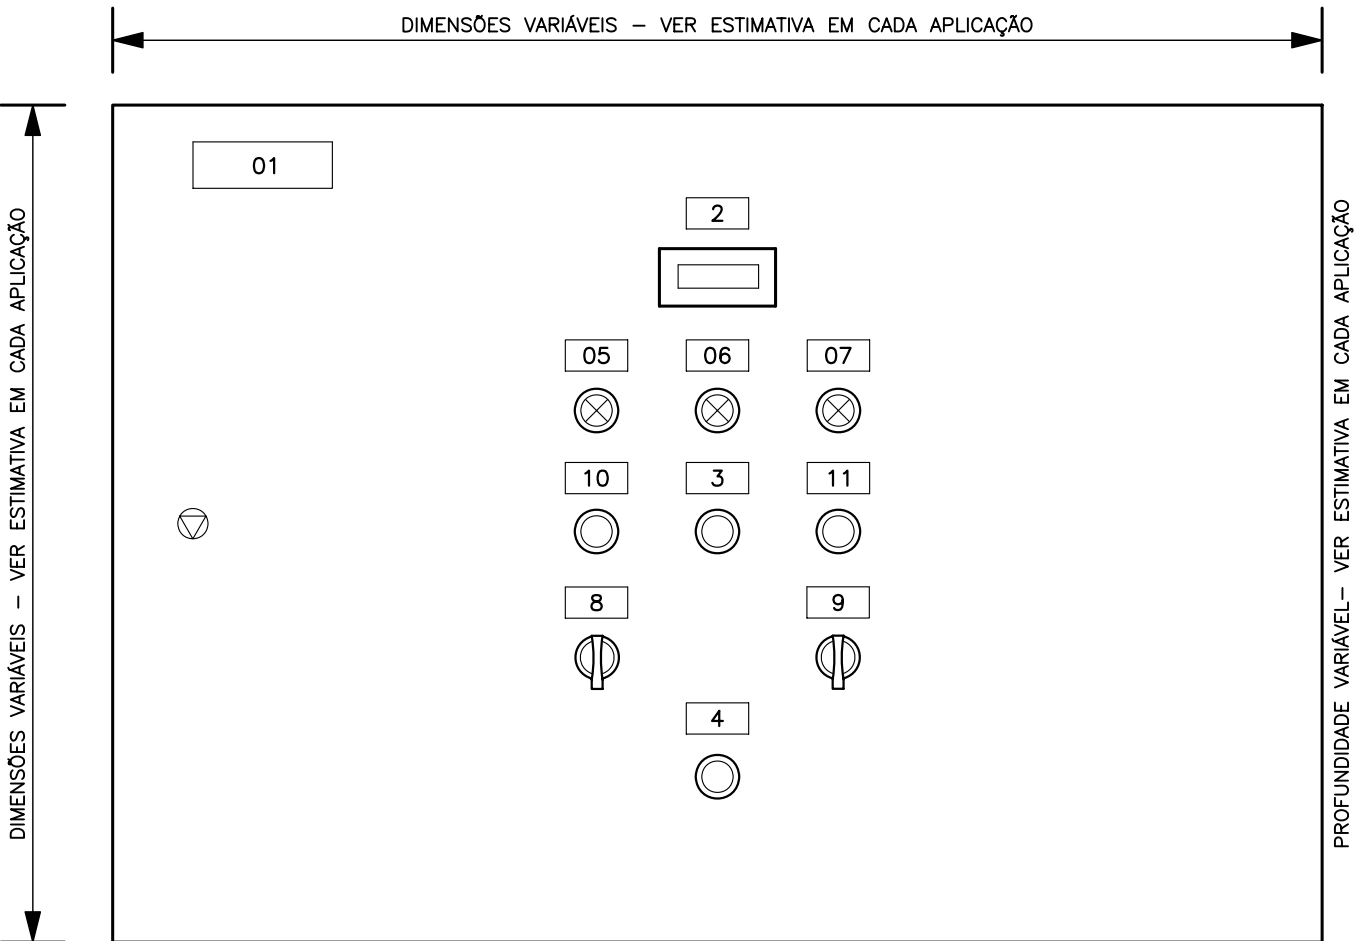 DIMENSÕES VARIÁVEIS – VER ESTIMATIVA EM CADA APLICAÇÃO
DIMENSÕES VARIÁVEIS – VER ESTIMATIVA EM CADA APLICAÇÃO
01
2
05 06 07
10 3 11
8 9
4
PROFUNDIDADE VARIÁVEL– VER ESTIMATIVA EM CADA APLICAÇÃO